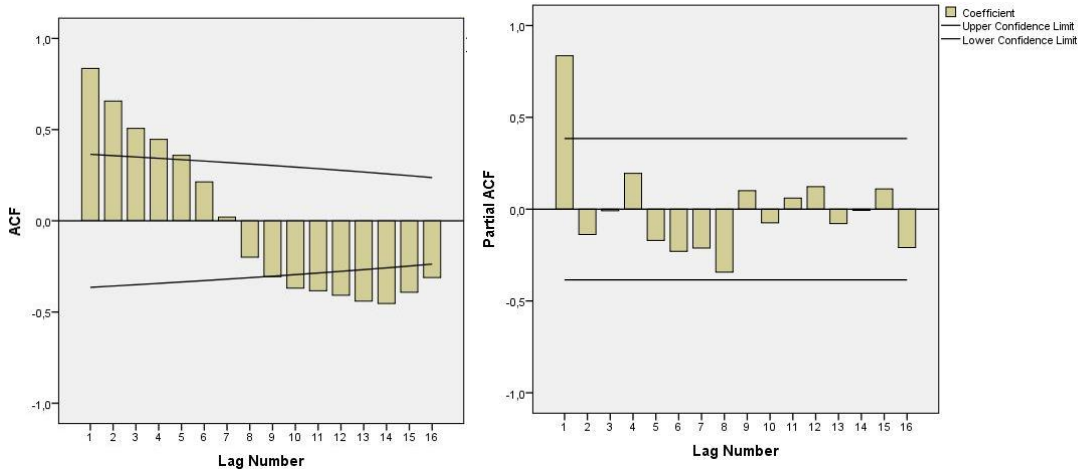 1,0
0,5
0,0
-0,5
-1,0
ACF
1 2 3 4 5 6 7 8 9 10 11 12 13 14 15 16
Lag Number
1,0
0,5
0,0
-0,5
-1,0
Partial ACF
1 2 3 4 5 6 7 8 9 10 11 12 13 14 15 16
Lag Number
Coefficient
Upper Confidence Limit
Lower Confidence Limit